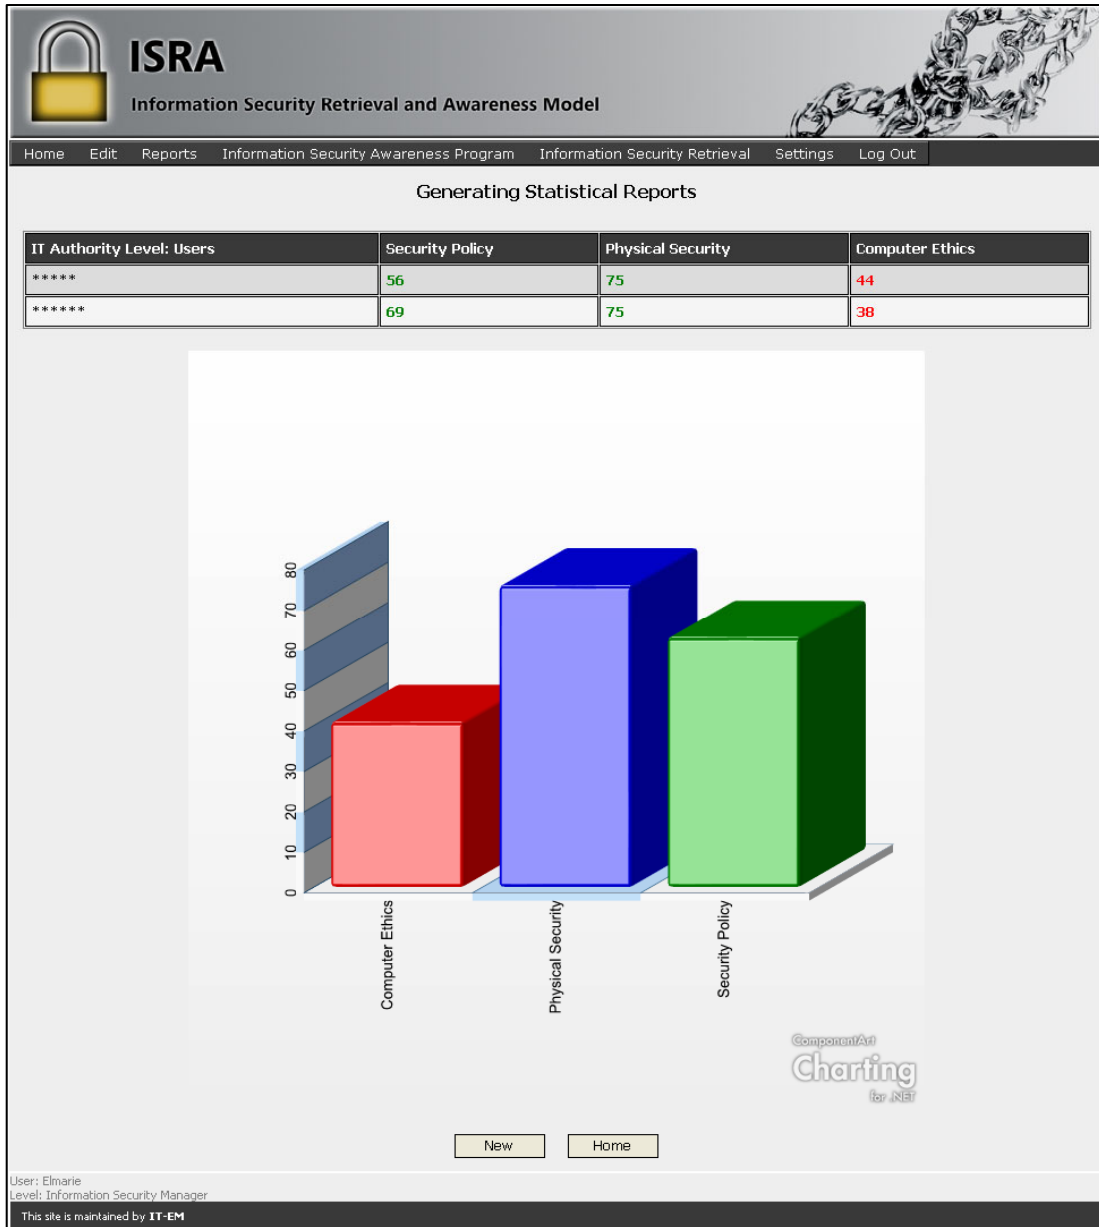 ISRA
Information Security Retrieval and Awareness Model
Home Edit Reports Information Security Awareness Program Information Security Retrieval Settings Log Out
Generating Statistical Reports
IT Authority Level: Users Security Policy Physical Security Computer Ethics
***** 56 75 44
****** 69 75 38
80
70
60
50
40
30
20
10
0
Computer Ethics
Physical Security
Security Policy
ComponentArt
Charting
for .NET
New Home
User: Elmarie
Level: Information Security Manager
This site is maintained by IT-EM